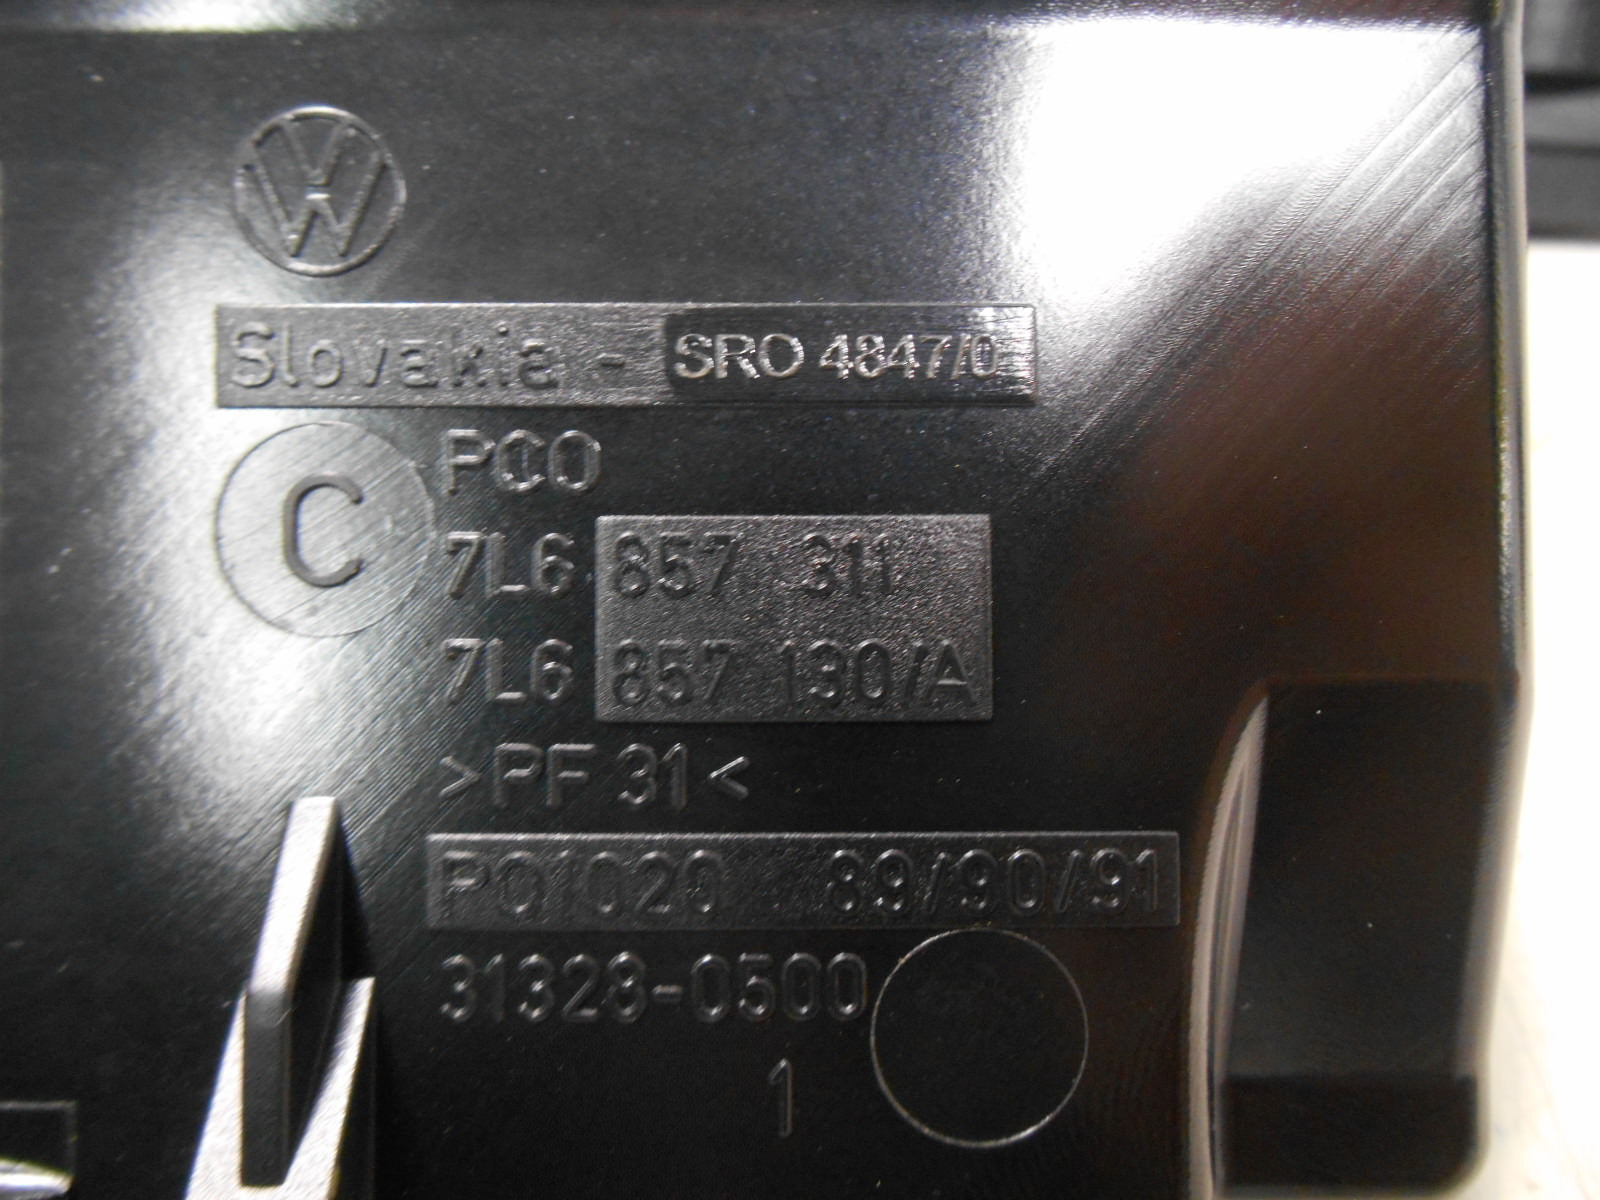 VW
Slovakia - SRO 4847/0
C
PCO
7L6 857 311
7L6 857 130/A
>PF 31<
PO1020 89/90/91
31328-0500
1